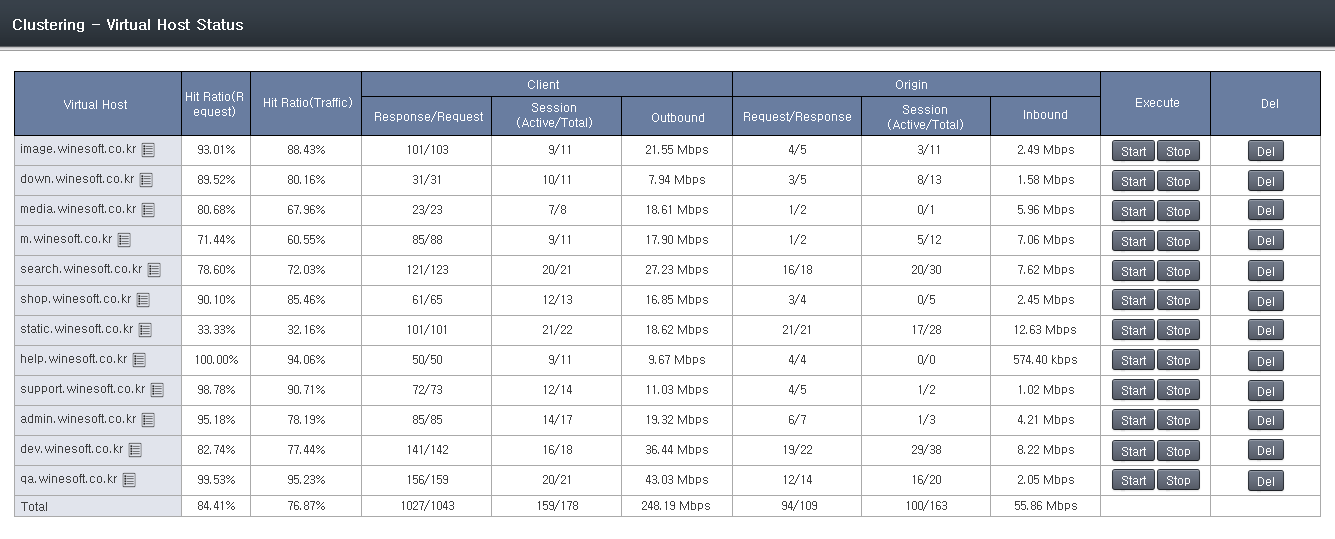 Clustering - Virtual Host Status
Virtual Host Hit Ratio(R equest) Hit Ratio(Traffic) Client Origin Execute Del
Response/Request Session (Active/Total) Outbound Request/Response Session (Active/Total) Inbound
image.winesoft.co.kr 93.01% 88.43% 101/103 9/11 21.55 Mbps 4/5 3/11 2.49 Mbps Start Stop Del
down.winesoft.co.kr 89.52% 80.16% 31/31 10/11 7.94 Mbps 3/5 8/13 1.58 Mbps Start Stop Del
media.winesoft.co.kr 80.68% 67.96% 23/23 7/8 18.61 Mbps 1/2 0/1 5.96 Mbps Start Stop Del
m.winesoft.co.kr 71.44% 60.55% 85/88 9/11 17.90 Mbps 1/2 5/12 7.06 Mbps Start Stop Del
search.winesoft.co.kr 78.60% 72.03% 121/123 20/21 27.23 Mbps 16/18 20/30 7.62 Mbps Start Stop Del
shop.winesoft.co.kr 90.10% 85.46% 61/65 12/13 16.85 Mbps 3/4 0/5 2.45 Mbps Start Stop Del
static.winesoft.co.kr 33.33% 32.16% 101/101 21/22 18.62 Mbps 21/21 17/28 12.63 Mbps Start Stop Del
help.winesoft.co.kr 100.00% 94.06% 50/50 9/11 9.67 Mbps 4/4 0/0 574.40 kbps Start Stop Del
support.winesoft.co.kr 98.78% 90.71% 72/73 12/14 11.03 Mbps 4/5 1/2 1.02 Mbps Start Stop Del
admin.winesoft.co.kr 95.18% 78.19% 85/85 14/17 19.32 Mbps 6/7 1/3 4.21 Mbps Start Stop Del
dev.winesoft.co.kr 82.74% 77.44% 141/142 16/18 36.44 Mbps 19/22 29/38 8.22 Mbps Start Stop Del
qa.winesoft.co.kr 99.53% 95.23% 156/159 20/21 43.03 Mbps 12/14 16/20 2.05 Mbps Start Stop Del
Total 84.41% 76.87% 1027/1043 159/178 248.19 Mbps 94/109 100/163 55.86 Mbps